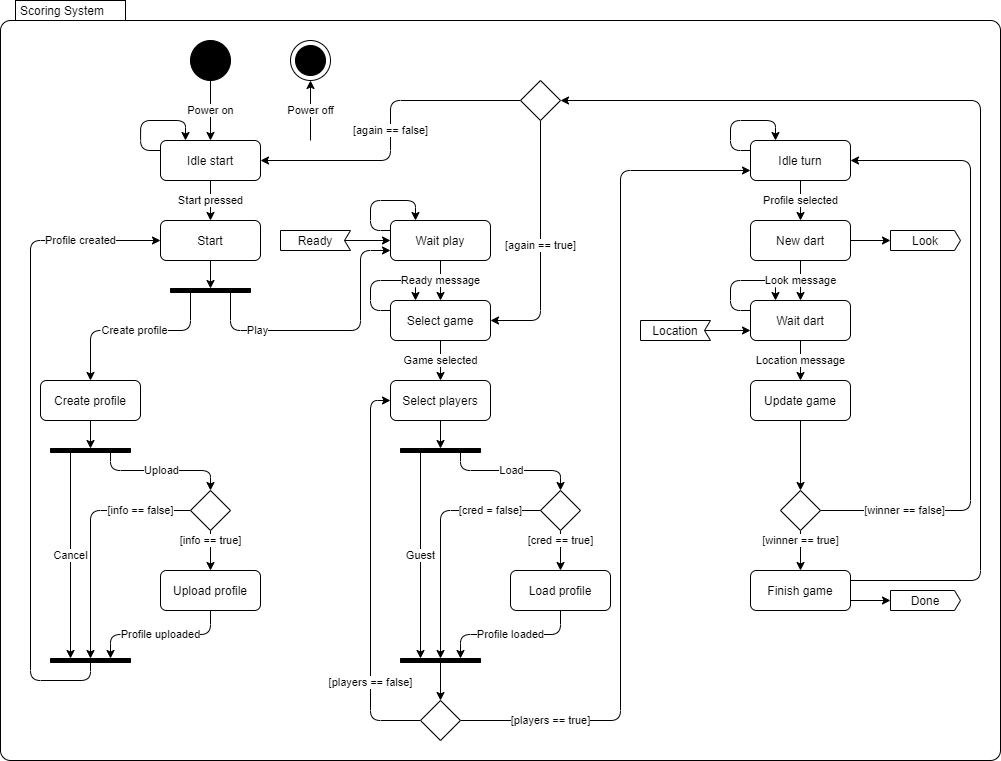 Scoring System
Power on
Power off
[again == false]
Idle start
Idle turn
Start pressed
Profile selected
Profile created
Start
Ready
Wait play
[again == true]
New dart
Look
Ready message
Look message
Select game
Wait dart
Create profile
Play
Location
Game selected
Location message
Create profile
Select players
Update game
Upload
Load
[info == false]
[cred = false]
[winner == false]
[info == true]
[cred == true]
[winner == true]
Cancel
Guest
Upload profile
Load profile
Finish game
Done
Profile uploaded
Profile loaded
[players == false]
[players == true]